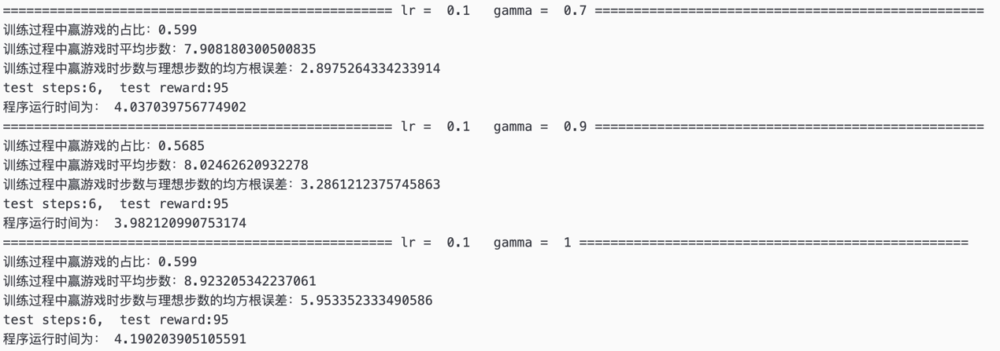 ================================================== lr =  0.1   gamma =  0.7 ==================================================
训练过程中赢游戏的占比：0.599
训练过程中赢游戏时平均步数：7.908180300500835
训练过程中赢游戏时步数与理想步数的均方根误差：2.8975264334233914
test steps:6,  test reward:95
程序运行时间为： 4.037039756774902
================================================== lr =  0.1   gamma =  0.9 ==================================================
训练过程中赢游戏的占比：0.5685
训练过程中赢游戏时平均步数：8.02462620932278
训练过程中赢游戏时步数与理想步数的均方根误差：3.2861212375745863
test steps:6,  test reward:95
程序运行时间为： 3.982120990753174
================================================== lr =  0.1   gamma =  1 ==================================================
训练过程中赢游戏的占比：0.599
训练过程中赢游戏时平均步数：8.923205342237061
训练过程中赢游戏时步数与理想步数的均方根误差：5.953352333490586
test steps:6,  test reward:95
程序运行时间为： 4.190203905105591